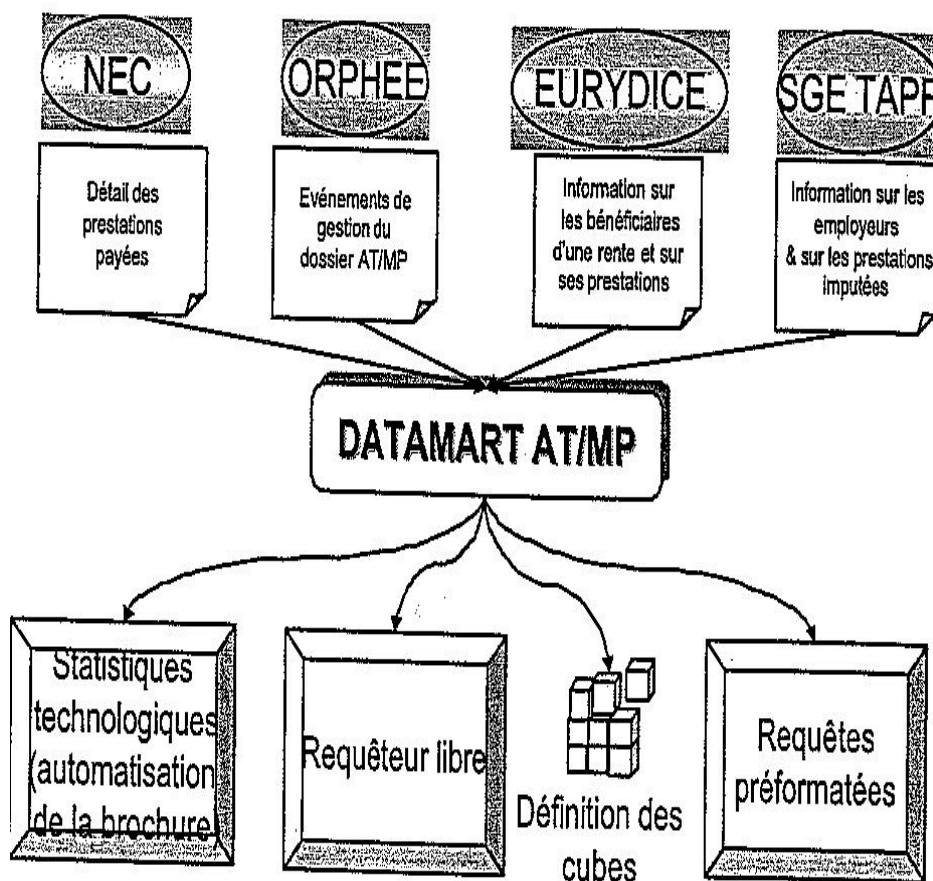 NEC
ORPHÉE
EURYDICE
SGE TAPR
Détail des
prestations
payées
Evénements de
gestion du
dossier AT/MP
Information sur
les bénéficiaires
d'une rente et sur
ses prestations
Information sur les
employeurs
& sur les prestations
imputées
DATAMART AT/MP
Statistiques
technologiques
(automatisation
de la brochure
Requêteur libre
Définition des
cubes
Requêtes
préformatées